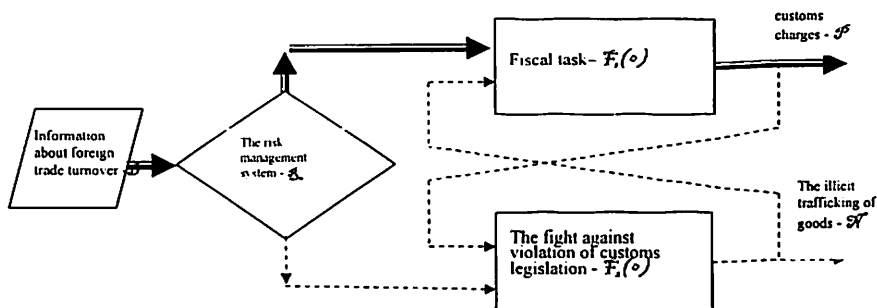 customs
charges - 𝒫
Fiscal task – F₁(∘)
Information
about foreign
trade turnover
The risk
management
system -
The illicit
trafficking of
goods - 𝒩
The fight against
violation of customs
legislation - F₂(∘)